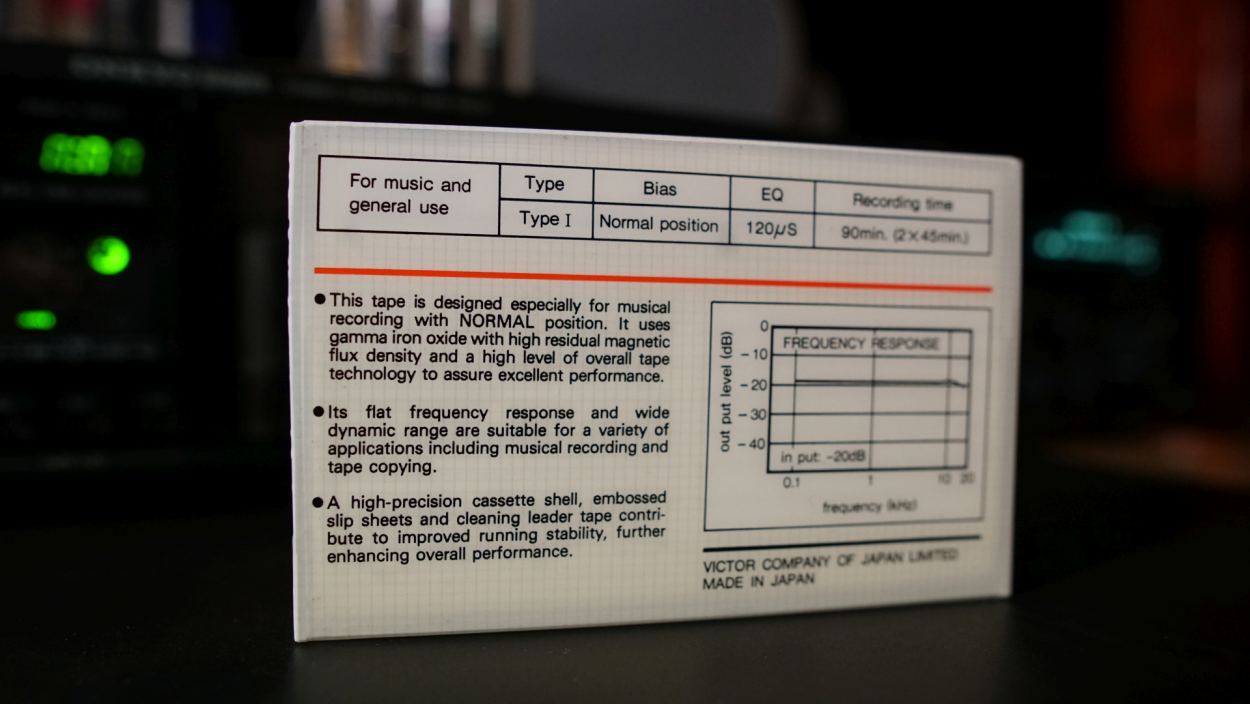 For music and
general use
Type
Bias
EQ
Recording time
Type I
Normal position
120μS
90min. (2×45min.)
●This tape is designed especially for musical
recording with NORMAL position. It uses
gamma iron oxide with high residual magnetic
flux density and a high level of overall tape
technology to assure excellent performance.
●Its flat frequency response and wide
dynamic range are suitable for a variety of
applications including musical recording and
tape copying.
●A high-precision cassette shell, embossed
slip sheets and cleaning leader tape contri-
bute to improved running stability, further
enhancing overall performance.
out put level (dB)
0
FREQUENCY RESPONSE
-10
-20
-30
-40
in put: -20dB
0.1 1 10 20
frequency (kHz)
VICTOR COMPANY OF JAPAN LIMITED
MADE IN JAPAN